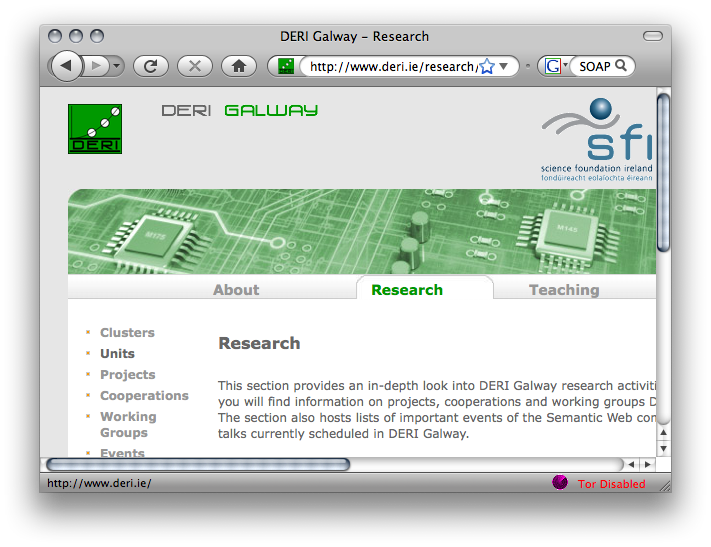 DERI Galway – Research
http://www.deri.ie/research/
G
SOAP
DERI
DERI GALWAY
sfi
science foundation ireland
fondúireacht eolaíochta éireann
M175
M145
About
Research
Teaching
Clusters
Units
Projects
Cooperations
Working
Groups
Events
Research
This section provides an in-depth look into DERI Galway research activiti
you will find information on projects, cooperations and working groups D
The section also hosts lists of important events of the Semantic Web con
talks currently scheduled in DERI Galway.
http://www.deri.ie/
Tor Disabled